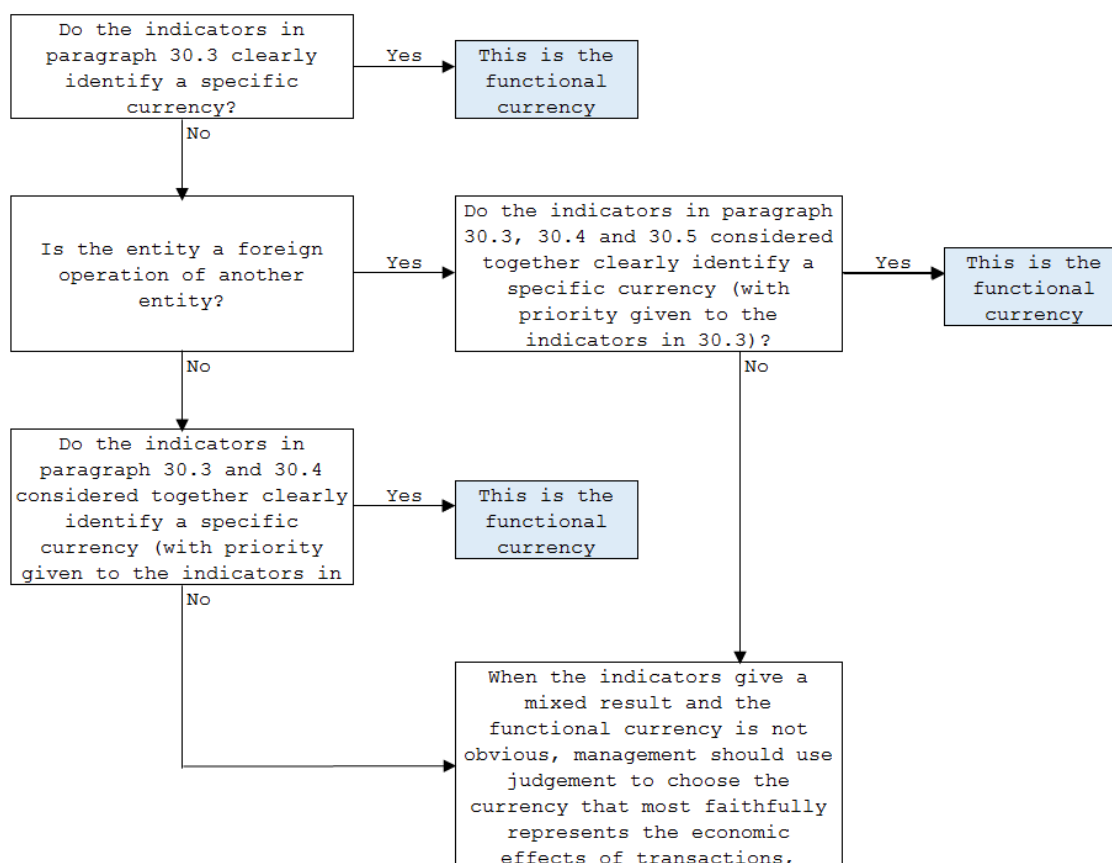 Do the indicators in
paragraph 30.3 clearly
identify a specific
currency?
Yes
This is the
functional
currency
No
Is the entity a foreign
operation of another
entity?
Yes
Do the indicators in paragraph
30.3, 30.4 and 30.5 considered
together clearly identify a
specific currency (with
priority given to the
indicators in 30.3)?
Yes
This is the
functional
currency
No
No
Do the indicators in
paragraph 30.3 and 30.4
considered together clearly
identify a specific
currency (with priority
given to the indicators in
Yes
This is the
functional
currency
No
When the indicators give a
mixed result and the
functional currency is not
obvious, management should use
judgement to choose the
currency that most faithfully
represents the economic
effects of transactions,